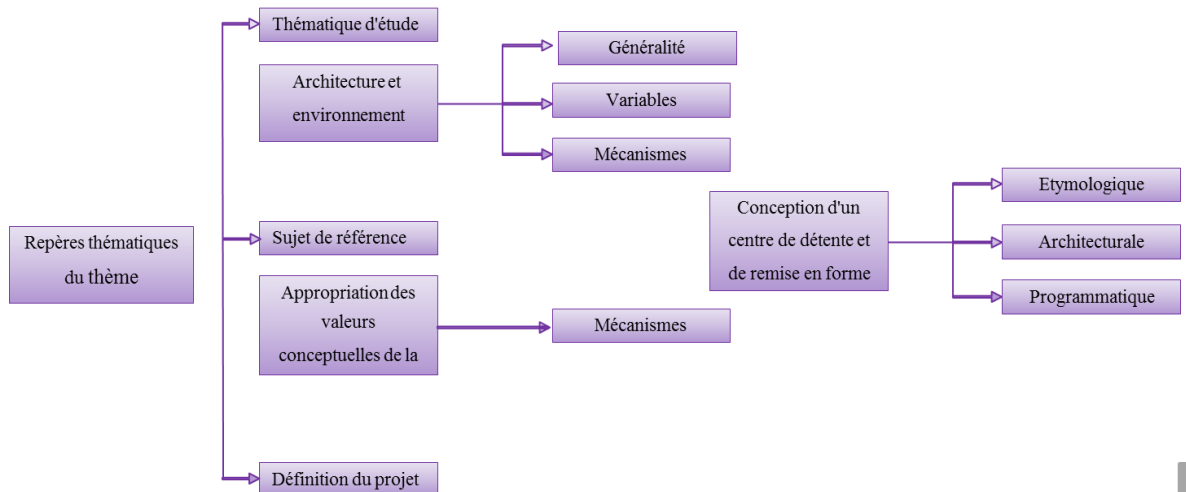 Repères thématiques
du thème
Thématique d'étude
Architecture et
environnement
Généralité
Variables
Mécanismes
Sujet de référence
Appropriation des
valeurs
conceptuelles de la
Mécanismes
Définition du projet
Conception d'un
centre de détente et
de remise en forme
Etymologique
Architecturale
Programmatique